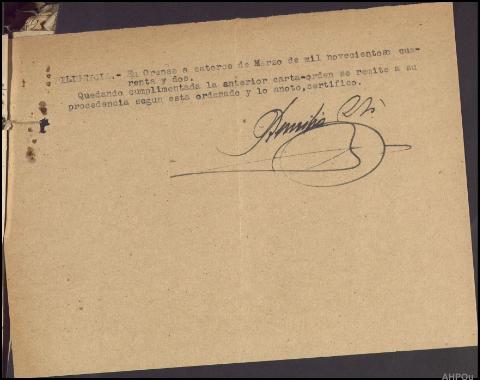 DILIGENCIA.- En Orense a catorce de Marzo de mil novecientos cua-
renta y dos.
Quedando cumplimentada la anterior carta-orden se remite a su
procedencia segun está ordenado y lo anoto,certifico.
AHPOu